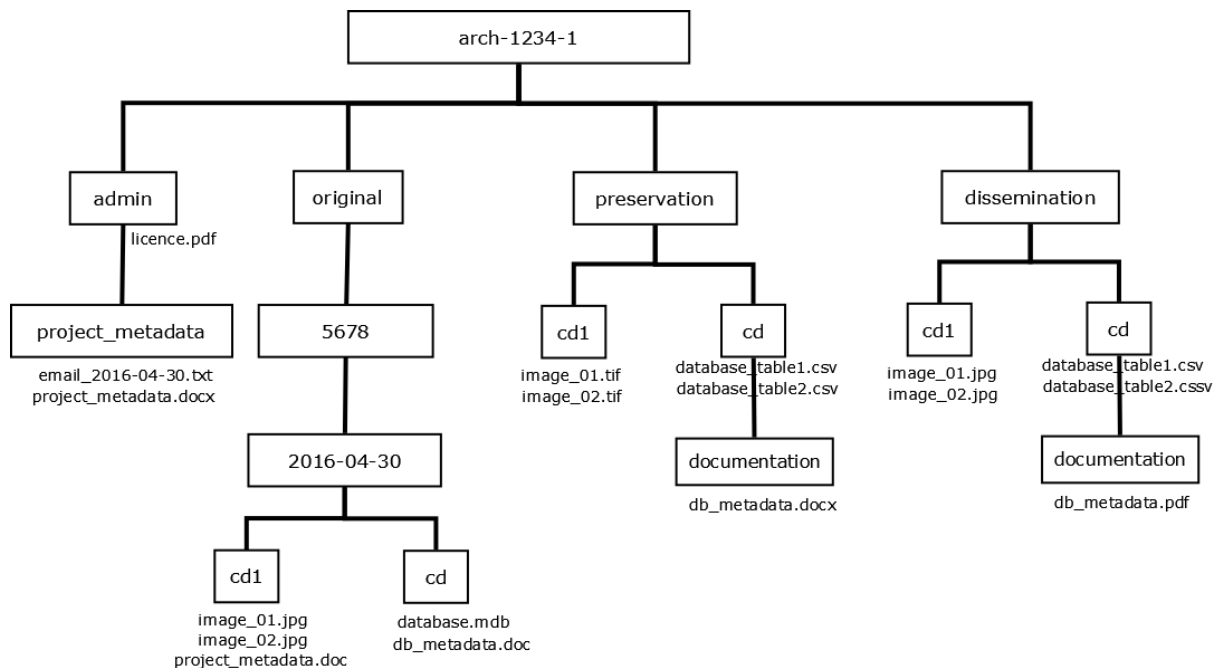 arch-1234-1
admin
original
preservation
dissemination
licence.pdf
project_metadata
5678
cd1
cd
cd1
cd
email_2016-04-30.txt
project_metadata.docx
image_01.tif
image_02.tif
database_table1.csv
database_table2.csv
image_01.jpg
image_02.jpg
database_table1.csv
database_table2.cssv
2016-04-30
documentation
documentation
db_metadata.docx
db_metadata.pdf
cd1
cd
image_01.jpg
image_02.jpg
project_metadata.doc
database.mdb
db_metadata.doc